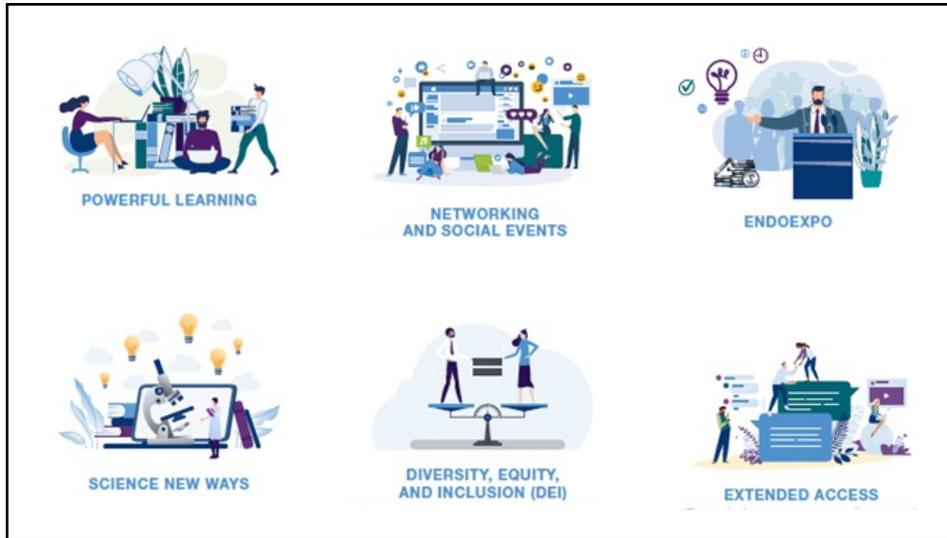 POWERFUL LEARNING
NETWORKING
AND SOCIAL EVENTS
ENDOEXPO
SCIENCE NEW WAYS
DIVERSITY, EQUITY,
AND INCLUSION (DEI)
EXTENDED ACCESS